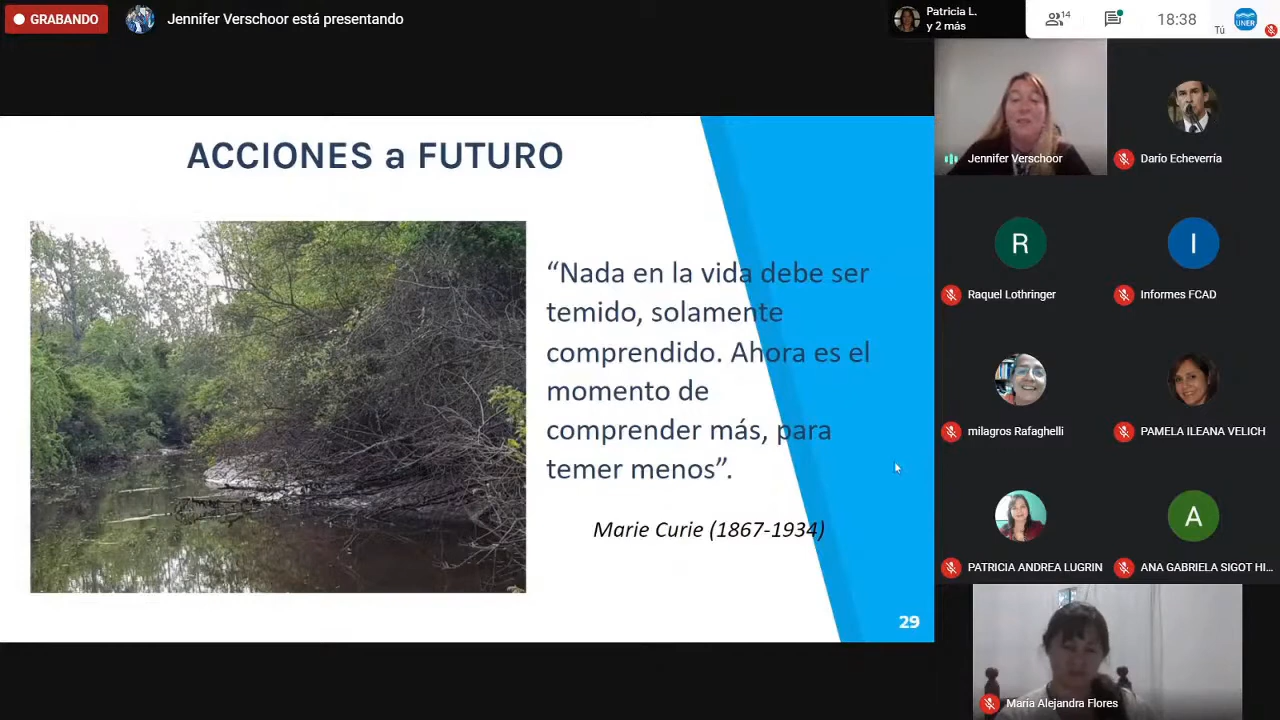 GRABANDO
Jennifer Verschoor está presentando
Patricia L.
y 2 más
14
18:38
Tú
UNER
ACCIONES a FUTURO
“Nada en la vida debe ser
temido, solamente
comprendido. Ahora es el
momento de
comprender más, para
temer menos”.
Marie Curie (1867-1934)
29
Jennifer Verschoor
Darío Echeverría
R
Raquel Lothringer
I
Informes FCAD
milagros Rafaghelli
PAMELA ILEANA VELICH
PATRICIA ANDREA LUGRIN
A
ANA GABRIELA SIGOT HI...
María Alejandra Flores